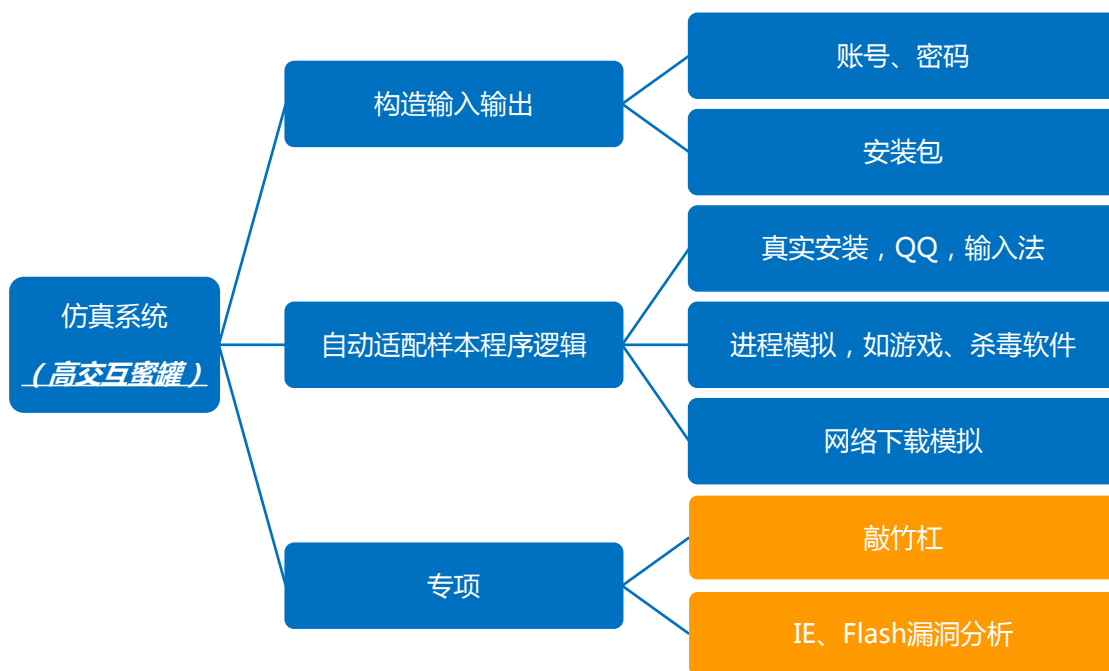 仿真系统
（高交互蜜罐）
构造输入输出
账号、密码
安装包
自动适配样本程序逻辑
真实安装，QQ，输入法
进程模拟，如游戏、杀毒软件
网络下载模拟
专项
敲竹杠
IE、Flash漏洞分析